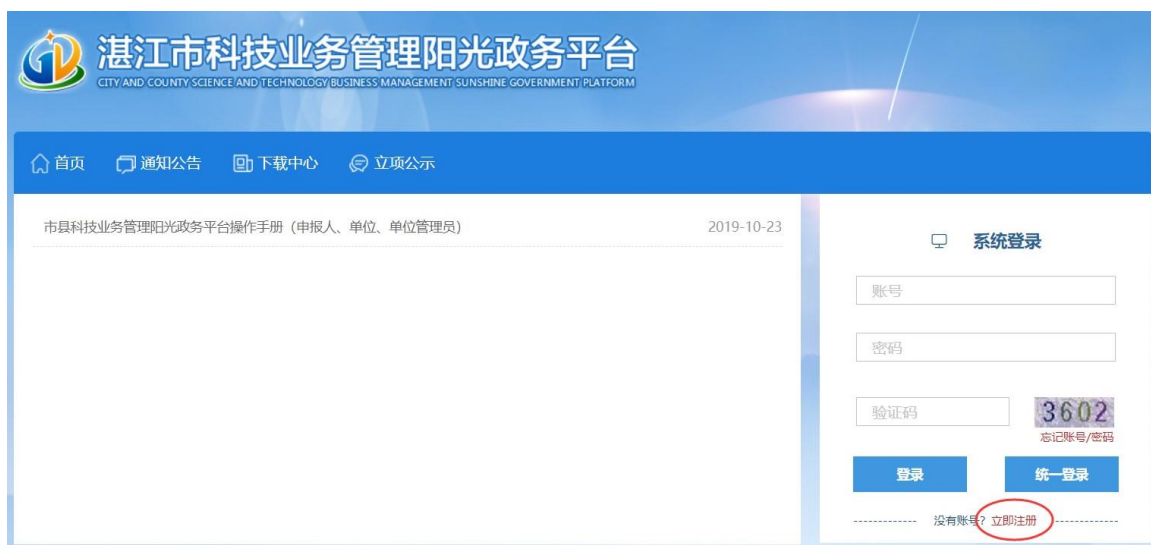 湛江市科技业务管理阳光政务平台
CITY AND COUNTY SCIENCE AND TECHNOLOGY BUSINESS MANAGEMENT SUNSHINE GOVERNMENT PLATFORM
首页 通知公告 下载中心 立项公示
市县科技业务管理阳光政务平台操作手册（申报人、单位、单位管理员） 2019-10-23
系统登录
账号
密码
验证码 3602
忘记账号/密码
登录 统一登录
没有账号? 立即注册